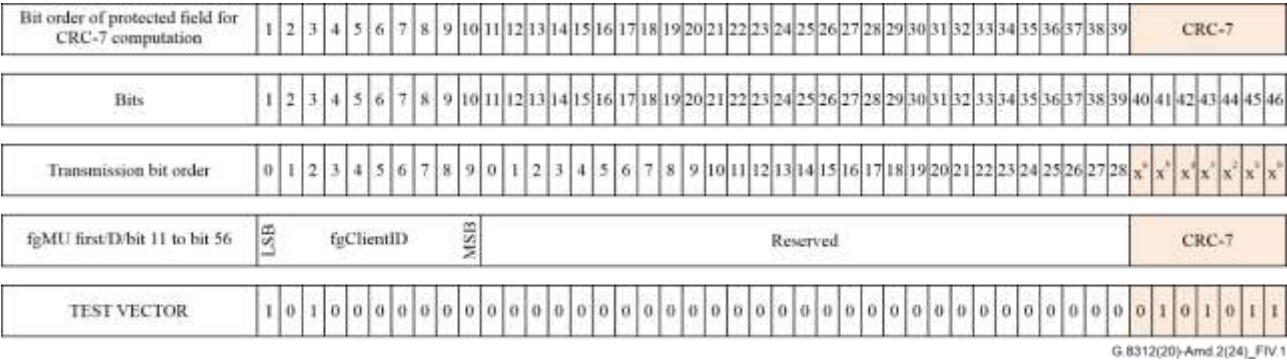 Bit order of protected field for CRC-7 computation 1 2 3 4 5 6 7 8 9 10 11 12 13 14 15 16 17 18 19 20 21 22 23 24 25 26 27 28 29 30 31 32 33 34 35 36 37 38 39 CRC-7
Bits 1 2 3 4 5 6 7 8 9 10 11 12 13 14 15 16 17 18 19 20 21 22 23 24 25 26 27 28 29 30 31 32 33 34 35 36 37 38 39 40 41 42 43 44 45 46
Transmission bit order 0 1 2 3 4 5 6 7 8 9 0 1 2 3 4 5 6 7 8 9 10 11 12 13 14 15 16 17 18 19 20 21 22 23 24 25 26 27 28 x⁶ x⁵ x⁴ x³ x² x¹ x⁰
fgMU first/D/bit 11 to bit 56 LSB fgClientID MSB Reserved CRC-7
TEST VECTOR 1 0 1 0 0 0 0 0 0 0 0 0 0 0 0 0 0 0 0 0 0 0 0 0 0 0 0 0 0 0 0 0 0 0 0 0 0 0 0 0 1 0 1 0 1 1
G.8312(20)-Amd.2(24)_FIV.1